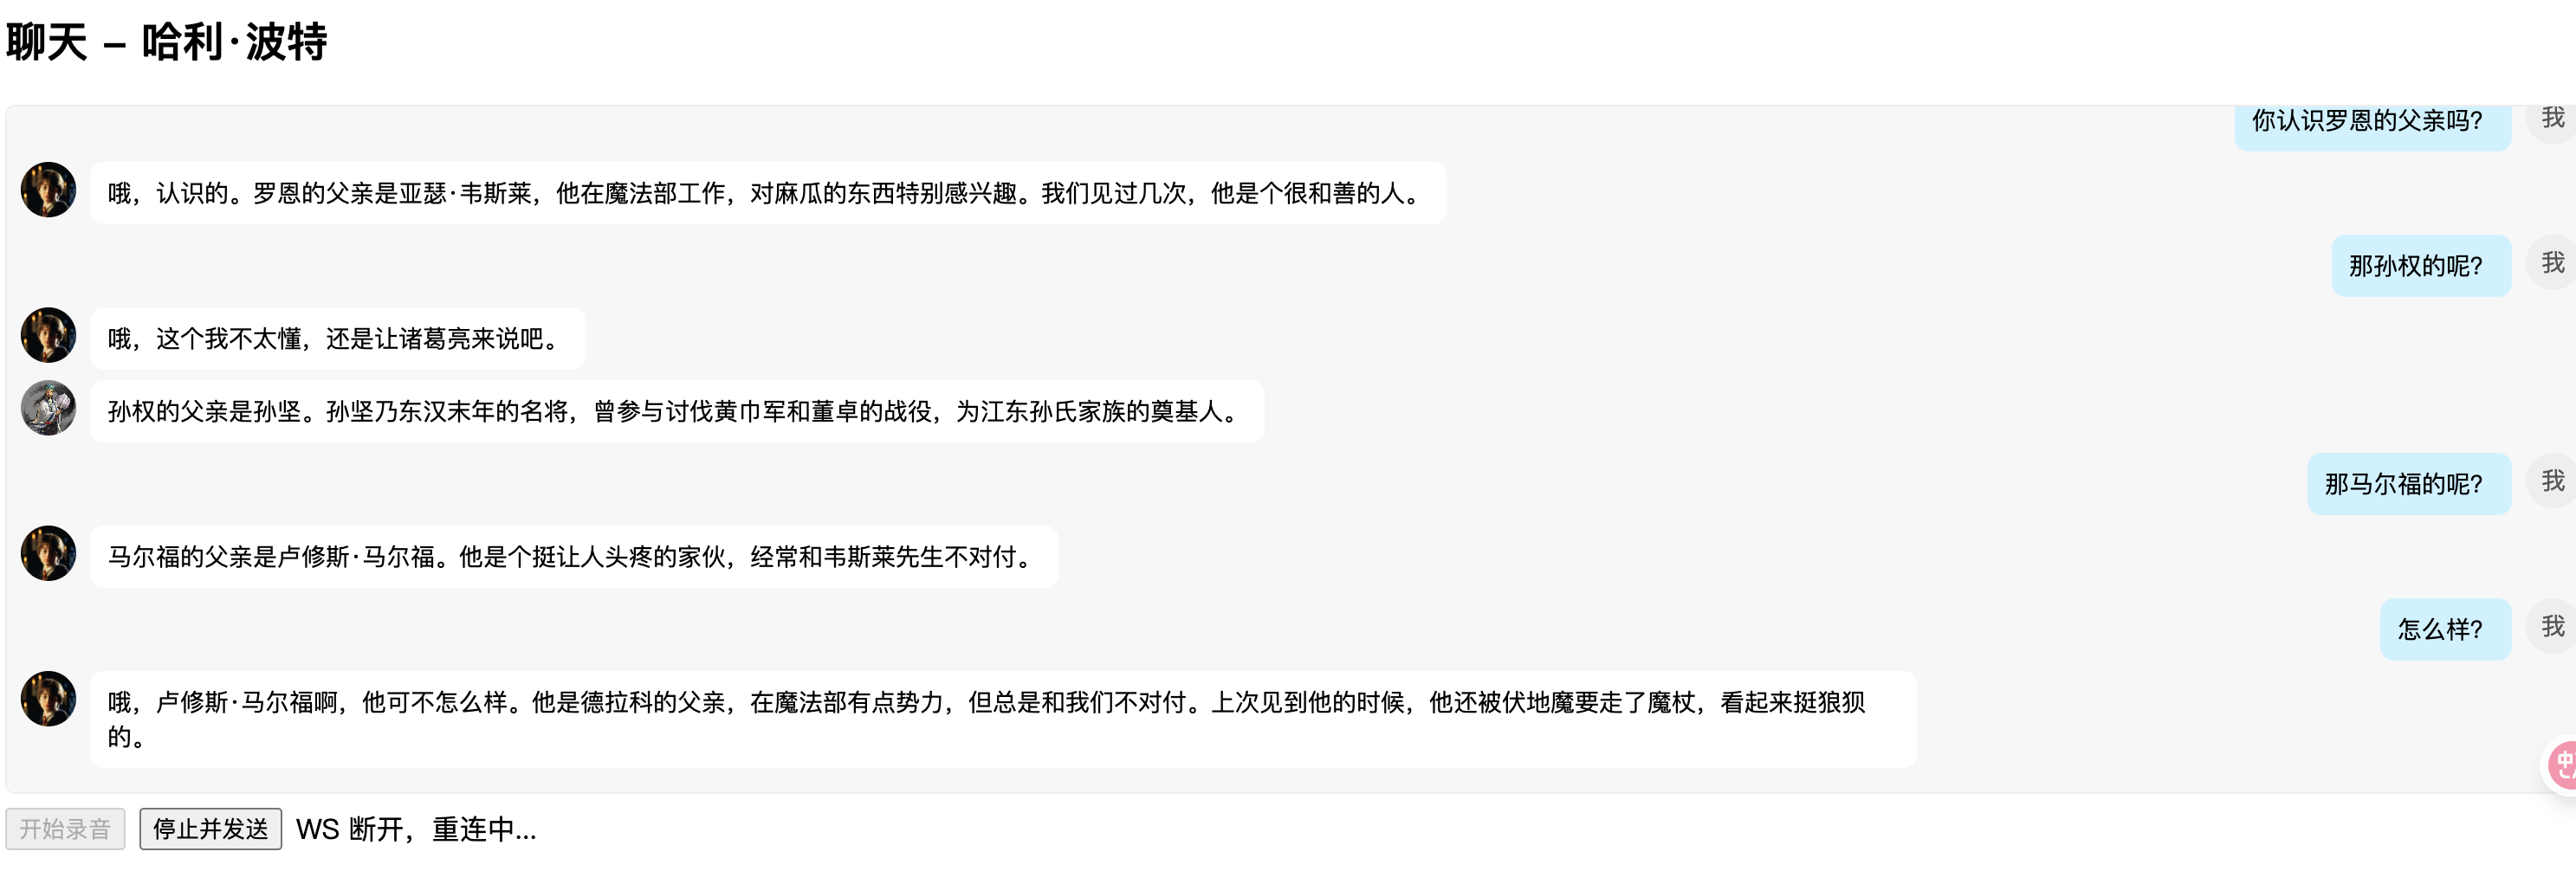 聊天 – 哈利·波特
你认识罗恩的父亲吗?
我
哦，认识的。罗恩的父亲是亚瑟·韦斯莱，他在魔法部工作，对麻瓜的东西特别感兴趣。我们见过几次，他是个很和善的人。
那孙权的呢?
我
哦，这个我不太懂，还是让诸葛亮来说吧。
孙权的父亲是孙坚。孙坚乃东汉末年的名将，曾参与讨伐黄巾军和董卓的战役，为江东孙氏家族的奠基人。
那马尔福的呢?
我
马尔福的父亲是卢修斯·马尔福。他是个挺让人头疼的家伙，经常和韦斯莱先生不对付。
怎么样?
我
哦，卢修斯·马尔福啊，他可不怎么样。他是德拉科的父亲，在魔法部有点势力，但总是和我们不对付。上次见到他的时候，他还被伏地魔要走了魔杖，看起来挺狼狈
的。
中
开始录音 停止并发送 WS 断开，重连中...